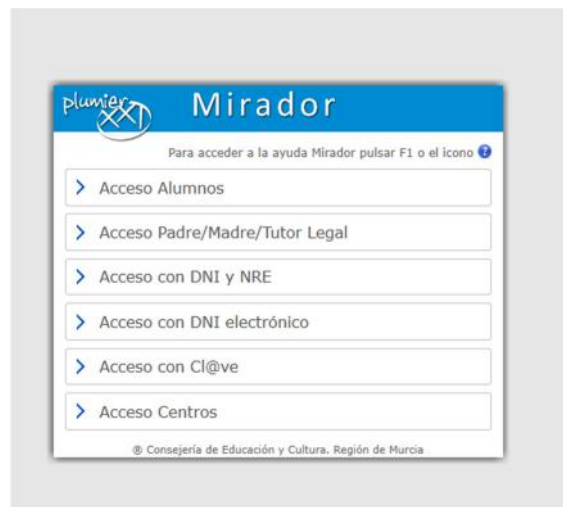 plumier XXI
Mirador
Para acceder a la ayuda Mirador pulsar F1 o el icono ?
Acceso Alumnos
Acceso Padre/Madre/Tutor Legal
Acceso con DNI y NRE
Acceso con DNI electrónico
Acceso con Cl@ve
Acceso Centros
® Consejería de Educación y Cultura. Región de Murcia